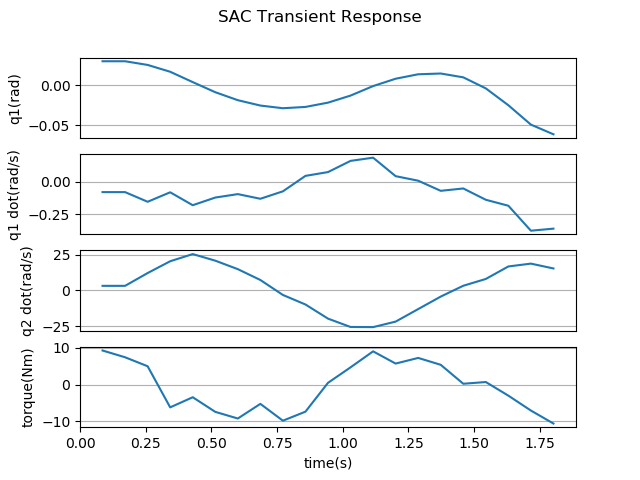 SAC Transient Response
q1(rad)
0.00
−0.05
q1 dot(rad/s)
0.00
−0.25
q2 dot(rad/s)
25
0
−25
torque(Nm)
10
0
−10
0.00 0.25 0.50 0.75 1.00 1.25 1.50 1.75
time(s)